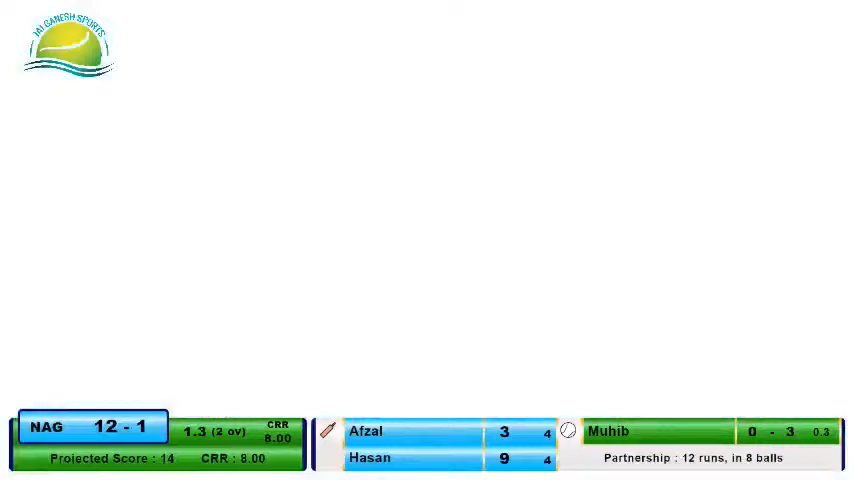 JAI GANESH SPORTS
NAG 12 - 1 1.3 (2 ov) CRR 8.00
Projected Score : 14 CRR : 8.00
Afzal 3 4
Hasan 9 4
Muhib 0 - 3 0.3
Partnership : 12 runs, in 8 balls